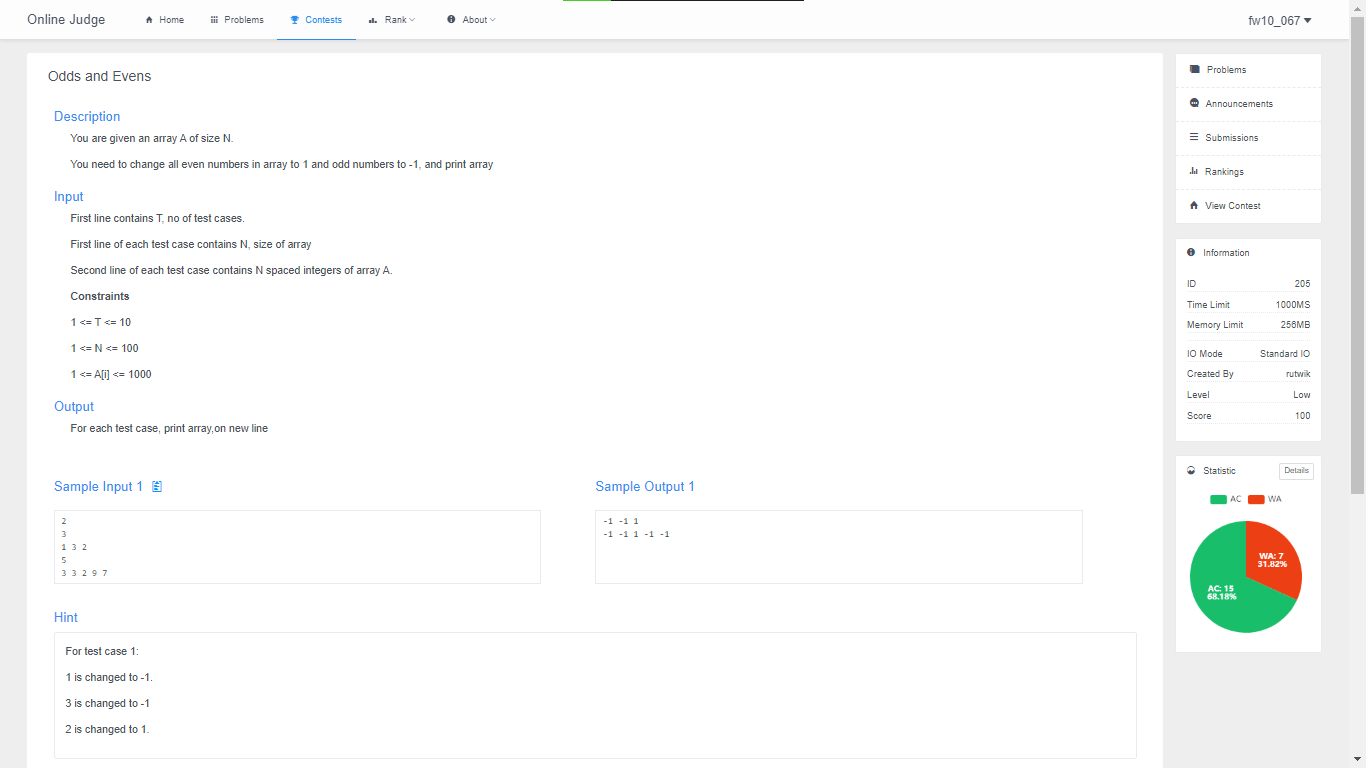 Online Judge
Home
Problems
Contests
Rank
About
fw10_067
Odds and Evens
Description
You are given an array A of size N.
You need to change all even numbers in array to 1 and odd numbers to -1, and print array
Input
First line contains T, no of test cases.
First line of each test case contains N, size of array
Second line of each test case contains N spaced integers of array A.
Constraints
1 <= T <= 10
1 <= N <= 100
1 <= A[i] <= 1000
Output
For each test case, print array,on new line
Sample Input 1
2
3
1 3 2
5
3 3 2 9 7
Sample Output 1
-1 -1 1
-1 -1 1 -1 -1
Hint
For test case 1:
1 is changed to -1.
3 is changed to -1
2 is changed to 1.
Problems
Announcements
Submissions
Rankings
View Contest
Information
ID 205
Time Limit 1000MS
Memory Limit 256MB
IO Mode Standard IO
Created By rutwik
Level Low
Score 100
Statistic
Details
AC WA
WA: 7
31.82%
AC: 15
68.18%